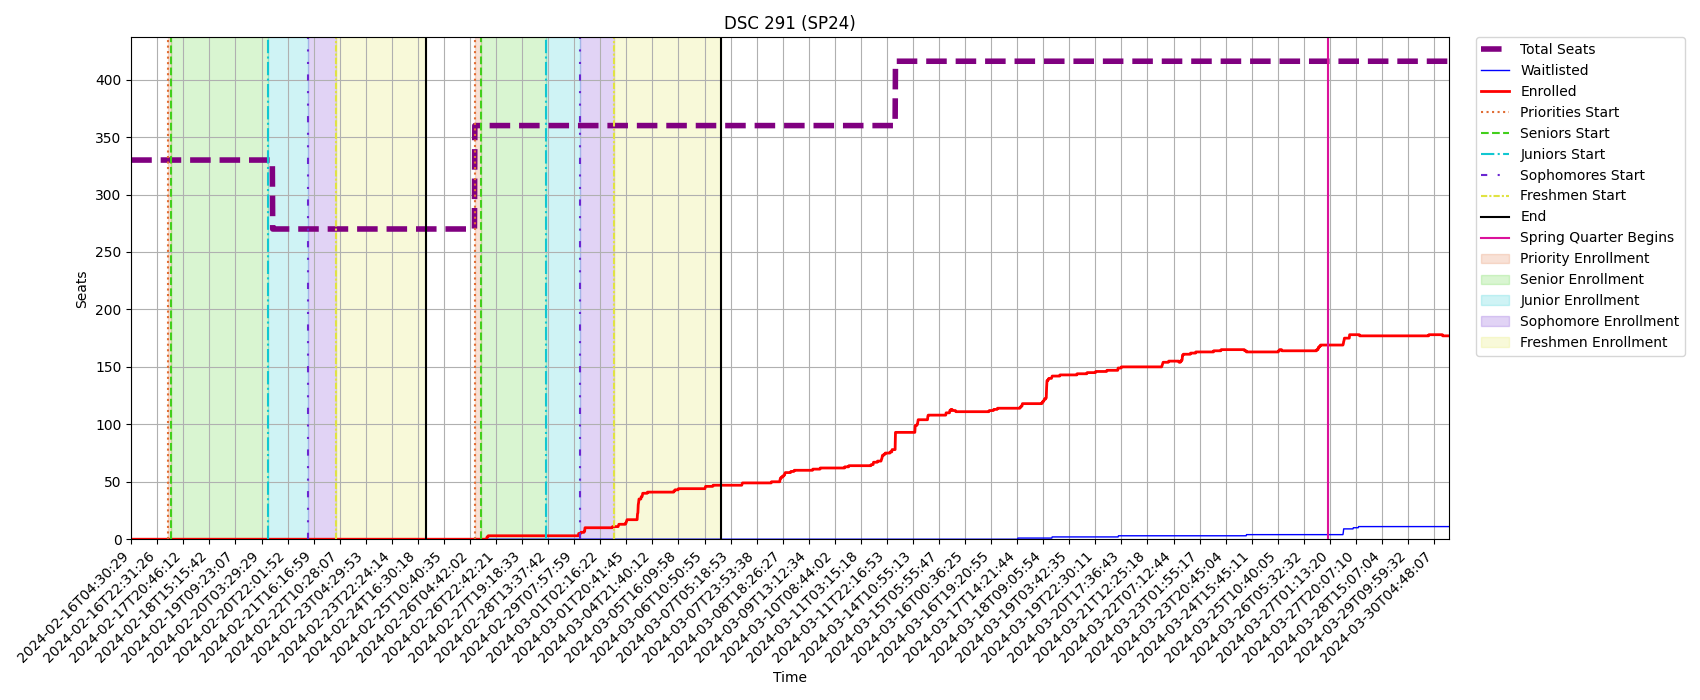 DSC 291 (SP24)
Seats
400
350
300
250
200
150
100
50
0
2024-02-16T04:30:29
2024-02-16T22:31:26
2024-02-17T20:46:12
2024-02-18T15:15:42
2024-02-19T09:23:07
2024-02-20T03:29:29
2024-02-20T22:01:52
2024-02-21T16:16:59
2024-02-22T10:28:07
2024-02-23T04:29:53
2024-02-23T22:24:14
2024-02-24T16:30:18
2024-02-25T10:40:35
2024-02-26T04:42:02
2024-02-26T22:42:21
2024-02-27T19:18:33
2024-02-28T13:37:42
2024-02-29T07:57:59
2024-03-01T02:16:22
2024-03-01T20:41:45
2024-03-04T21:40:12
2024-03-05T16:09:58
2024-03-06T10:50:55
2024-03-07T05:18:53
2024-03-07T23:53:38
2024-03-08T18:26:27
2024-03-09T13:12:34
2024-03-10T08:44:02
2024-03-11T03:15:18
2024-03-11T22:16:53
2024-03-14T10:55:13
2024-03-15T05:55:47
2024-03-16T00:36:25
2024-03-16T19:20:55
2024-03-17T14:21:44
2024-03-18T09:05:54
2024-03-19T03:42:35
2024-03-19T22:30:11
2024-03-20T17:36:43
2024-03-21T12:25:18
2024-03-22T07:12:44
2024-03-23T01:55:17
2024-03-23T20:45:04
2024-03-24T15:45:11
2024-03-25T10:40:05
2024-03-26T05:32:32
2024-03-27T01:13:20
2024-03-27T20:07:10
2024-03-28T15:07:04
2024-03-29T09:59:32
2024-03-30T04:48:07
Time
Total Seats
Waitlisted
Enrolled
Priorities Start
Seniors Start
Juniors Start
Sophomores Start
Freshmen Start
End
Spring Quarter Begins
Priority Enrollment
Senior Enrollment
Junior Enrollment
Sophomore Enrollment
Freshmen Enrollment